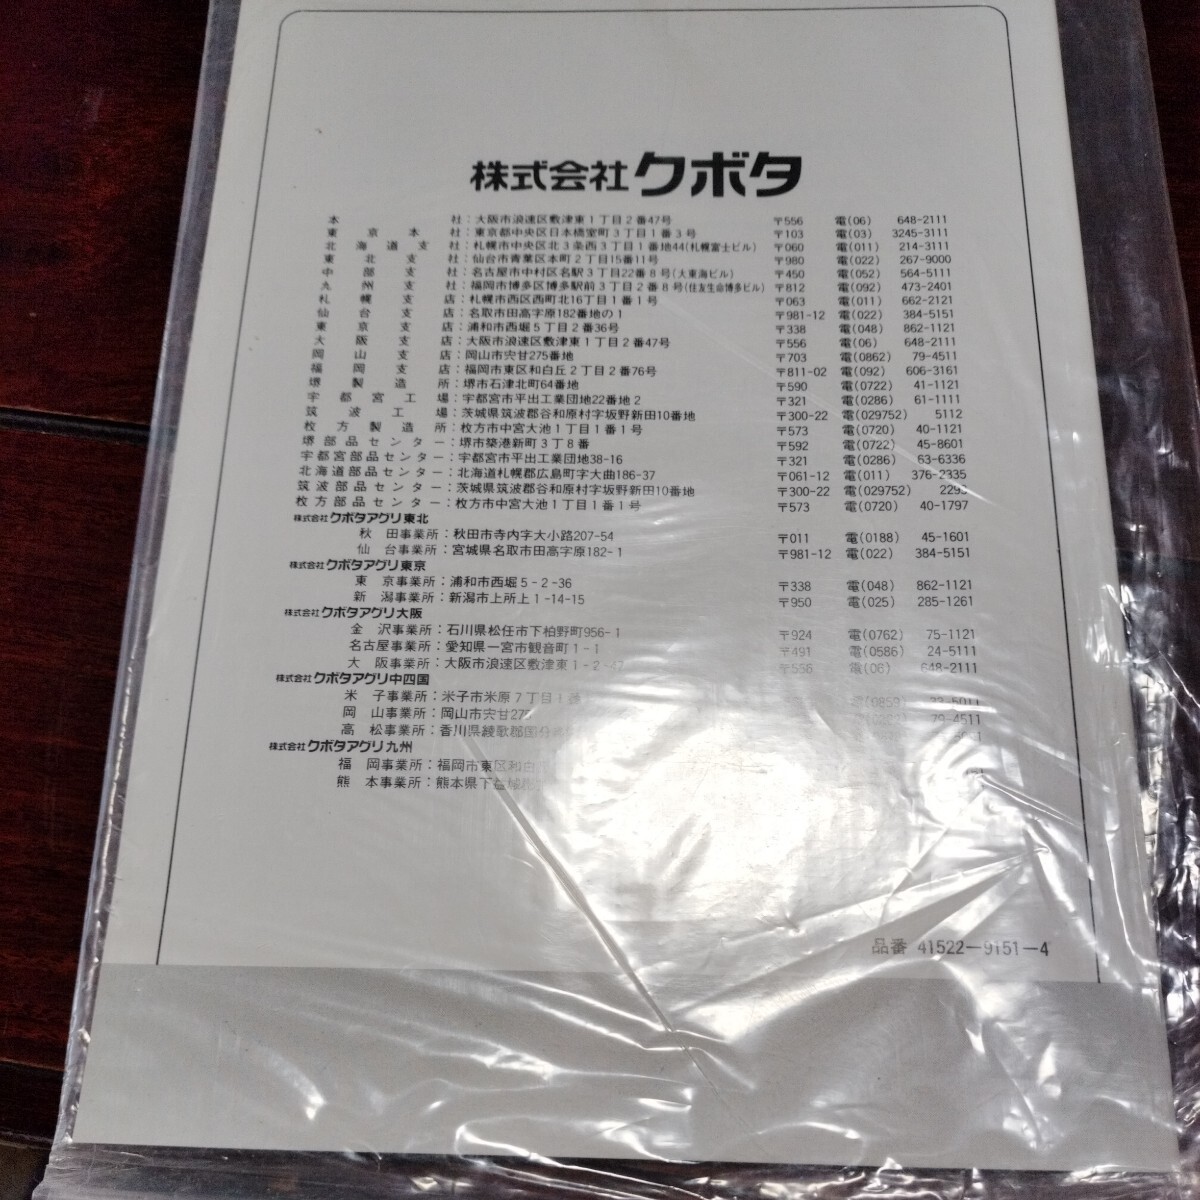 株式会社クボタ
本社：大阪市浪速区敷津東1丁目2番47号 〒556 電(06) 648-2111
東京本社：東京都中央区日本橋室町3丁目1番3号 〒103 電(03) 3245-3111
北海道支社：札幌市中央区北3条西3丁目1番地44(札幌富士ビル) 〒060 電(011) 214-3111
東北支社：仙台市青葉区本町2丁目15番11号 〒980 電(022) 267-9000
中部支社：名古屋市中村区名駅3丁目22番8号(大東海ビル) 〒450 電(052) 564-5111
九州支社：福岡市博多区博多駅前3丁目2番8号(住友生命博多ビル) 〒812 電(092) 473-2401
札幌支店：札幌市西区西町北16丁目1番1号 〒063 電(011) 662-2121
仙台支店：名取市田高字原182番地の1 〒981-12 電(022) 384-5151
東京支店：浦和市西堀5丁目2番36号 〒338 電(048) 862-1121
大阪支店：大阪市浪速区敷津東1丁目2番47号 〒556 電(06) 648-2111
岡山支店：岡山市宍甘275番地 〒703 電(0862) 79-4511
福岡支店：福岡市東区和白丘2丁目2番76号 〒811-02 電(092) 606-3161
堺製造所：堺市石津北町64番地 〒590 電(0722) 41-1121
宇都宮工場：宇都宮市平出工業団地22番地2 〒321 電(0286) 61-1111
筑波工場：茨城県筑波郡谷和原村字坂野新田10番地 〒300-22 電(029752) 5112
枚方製造所：枚方市中宮大池1丁目1番1号 〒573 電(0720) 40-1121
堺部品センター：堺市築港新町3丁8番 〒592 電(0722) 45-8601
宇都宮部品センター：宇都宮市平出工業団地38-16 〒321 電(0286) 63-6336
北海道部品センター：北海道札幌郡広島町字大曲186-37 〒061-12 電(011) 376-2335
筑波部品センター：茨城県筑波郡谷和原村字坂野新田10番地 〒300-22 電(029752) 2293
枚方部品センター：枚方市中宮大池1丁目1番1号 〒573 電(0720) 40-1797
株式会社クボタアグリ東北
秋田事業所：秋田市寺内字大小路207-54 〒011 電(0188) 45-1601
仙台事業所：宮城県名取市田高字原182-1 〒981-12 電(022) 384-5151
株式会社クボタアグリ東京
東京事業所：浦和市西堀5-2-36 〒338 電(048) 862-1121
新潟事業所：新潟市上所上1-14-15 〒950 電(025) 285-1261
株式会社クボタアグリ大阪
金沢事業所：石川県松任市下柏野町956-1 〒924 電(0762) 75-1121
名古屋事業所：愛知県一宮市観音町1-1 〒491 電(0586) 24-5111
大阪事業所：大阪市浪速区敷津東1-2-47 〒556 電(06) 648-2111
株式会社クボタアグリ中四国
米子事業所：米子市米原7丁目1 電(0859) 33-5011
岡山事業所：岡山市宍甘275 79-4511
高松事業所：香川県綾歌郡国分寺
株式会社クボタアグリ九州
福岡事業所：福岡市東区和白
熊本事業所：熊本県下益城郡
品番 41522-9151-4